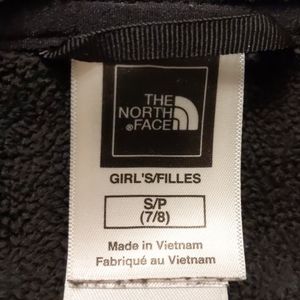 THE
NORTH
®FACE
GIRL'S/FILLES
S/P
(7/8)
Made in Vietnam
Fabriqué au Vietnam